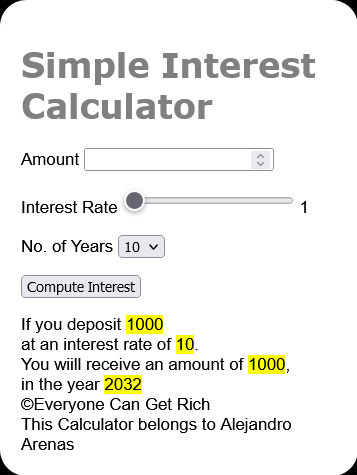 Simple Interest
Calculator
Amount
Interest Rate 1
No. of Years 10
Compute Interest
If you deposit 1000
at an interest rate of 10.
You wiill receive an amount of 1000,
in the year 2032
©Everyone Can Get Rich
This Calculator belongs to Alejandro
Arenas